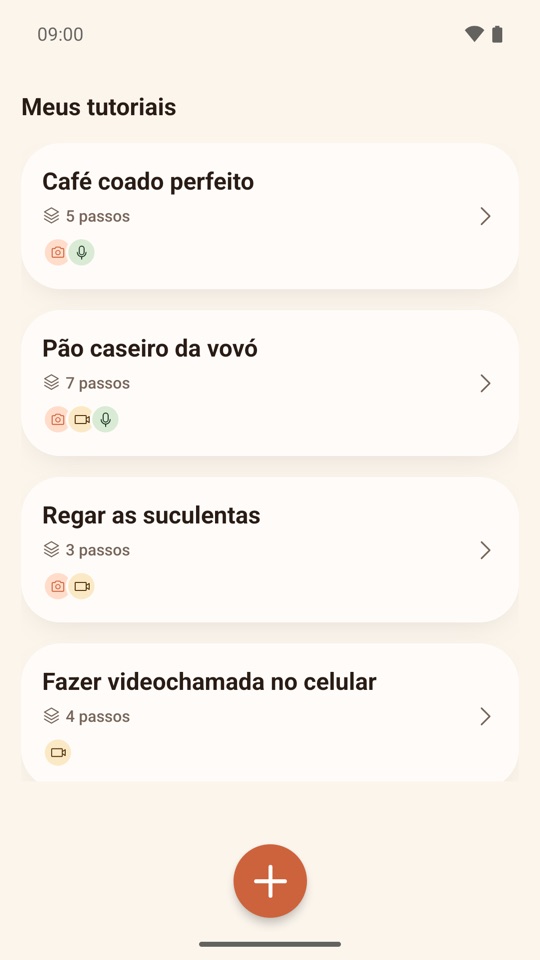 09:00
Meus tutoriais
Café coado perfeito
5 passos
Pão caseiro da vovó
7 passos
Regar as suculentas
3 passos
Fazer videochamada no celular
4 passos